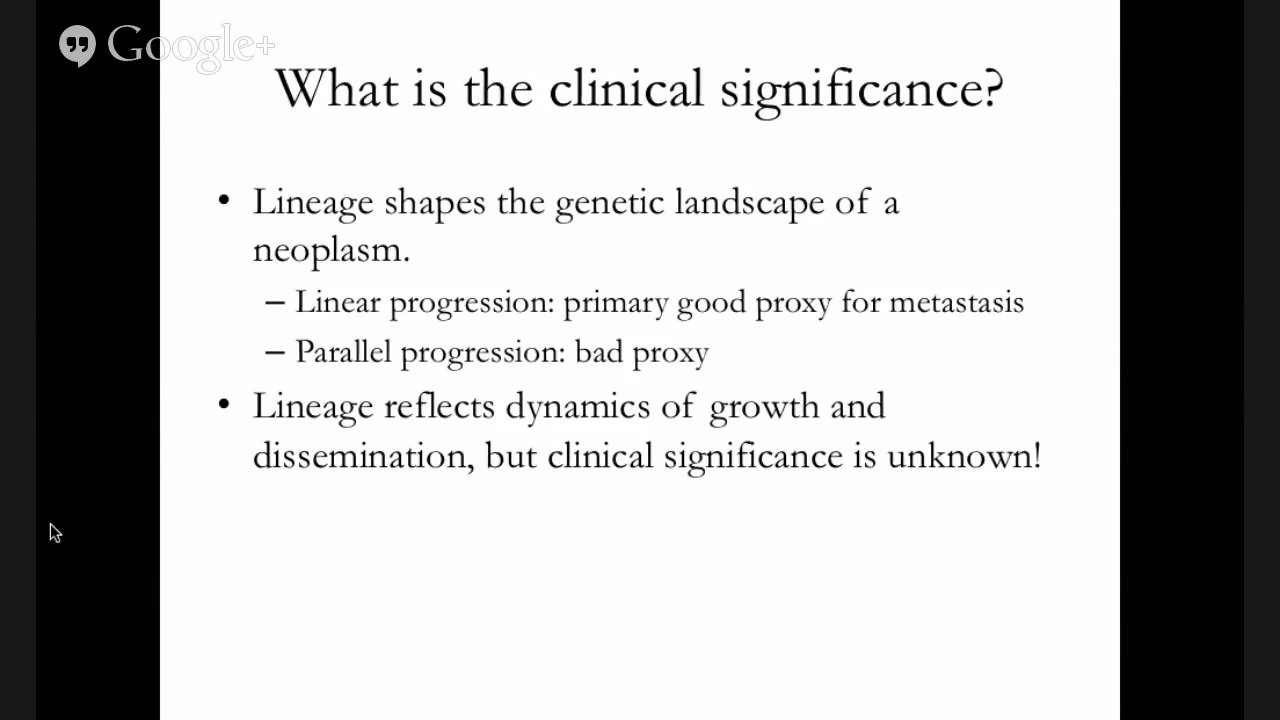 Google+
What is the clinical significance?
• Lineage shapes the genetic landscape of a
neoplasm.
– Linear progression: primary good proxy for metastasis
– Parallel progression: bad proxy
• Lineage reflects dynamics of growth and
dissemination, but clinical significance is unknown!